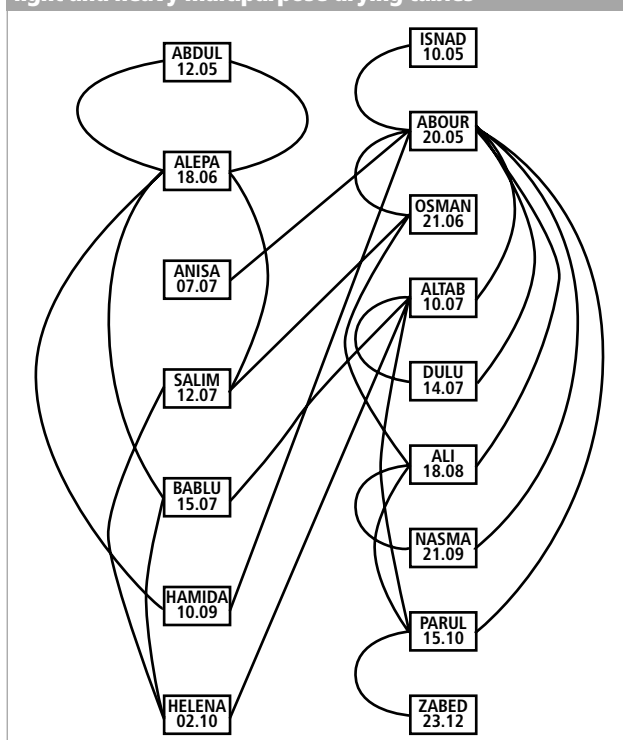 ABDUL
12.05
ALEPA
18.06
ANISA
07.07
SALIM
12.07
BABLU
15.07
HAMIDA
10.09
HELENA
02.10
ISNAD
10.05
ABOUR
20.05
OSMAN
21.06
ALTAB
10.07
DULU
14.07
ALI
18.08
NASMA
21.09
PARUL
15.10
ZABED
23.12